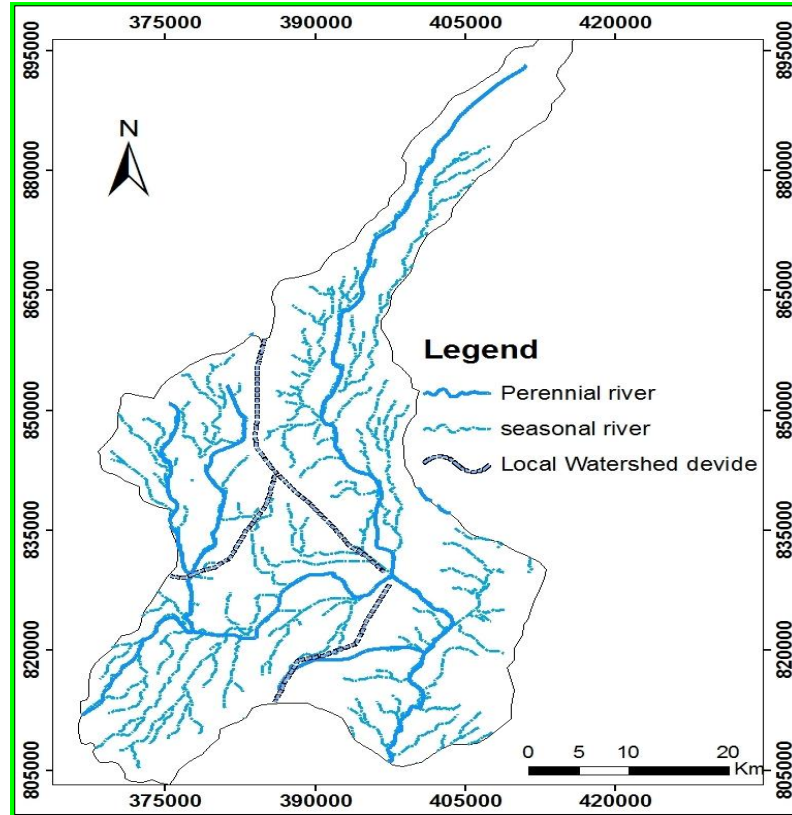 375000 390000 405000 420000
895000 895000
N
880000 880000
865000 865000
Legend
Perennial river
850000 850000
seasonal river
Local Watershed devide
835000 835000
820000 820000
0 5 10 20
Km
805000 805000
375000 390000 405000 420000